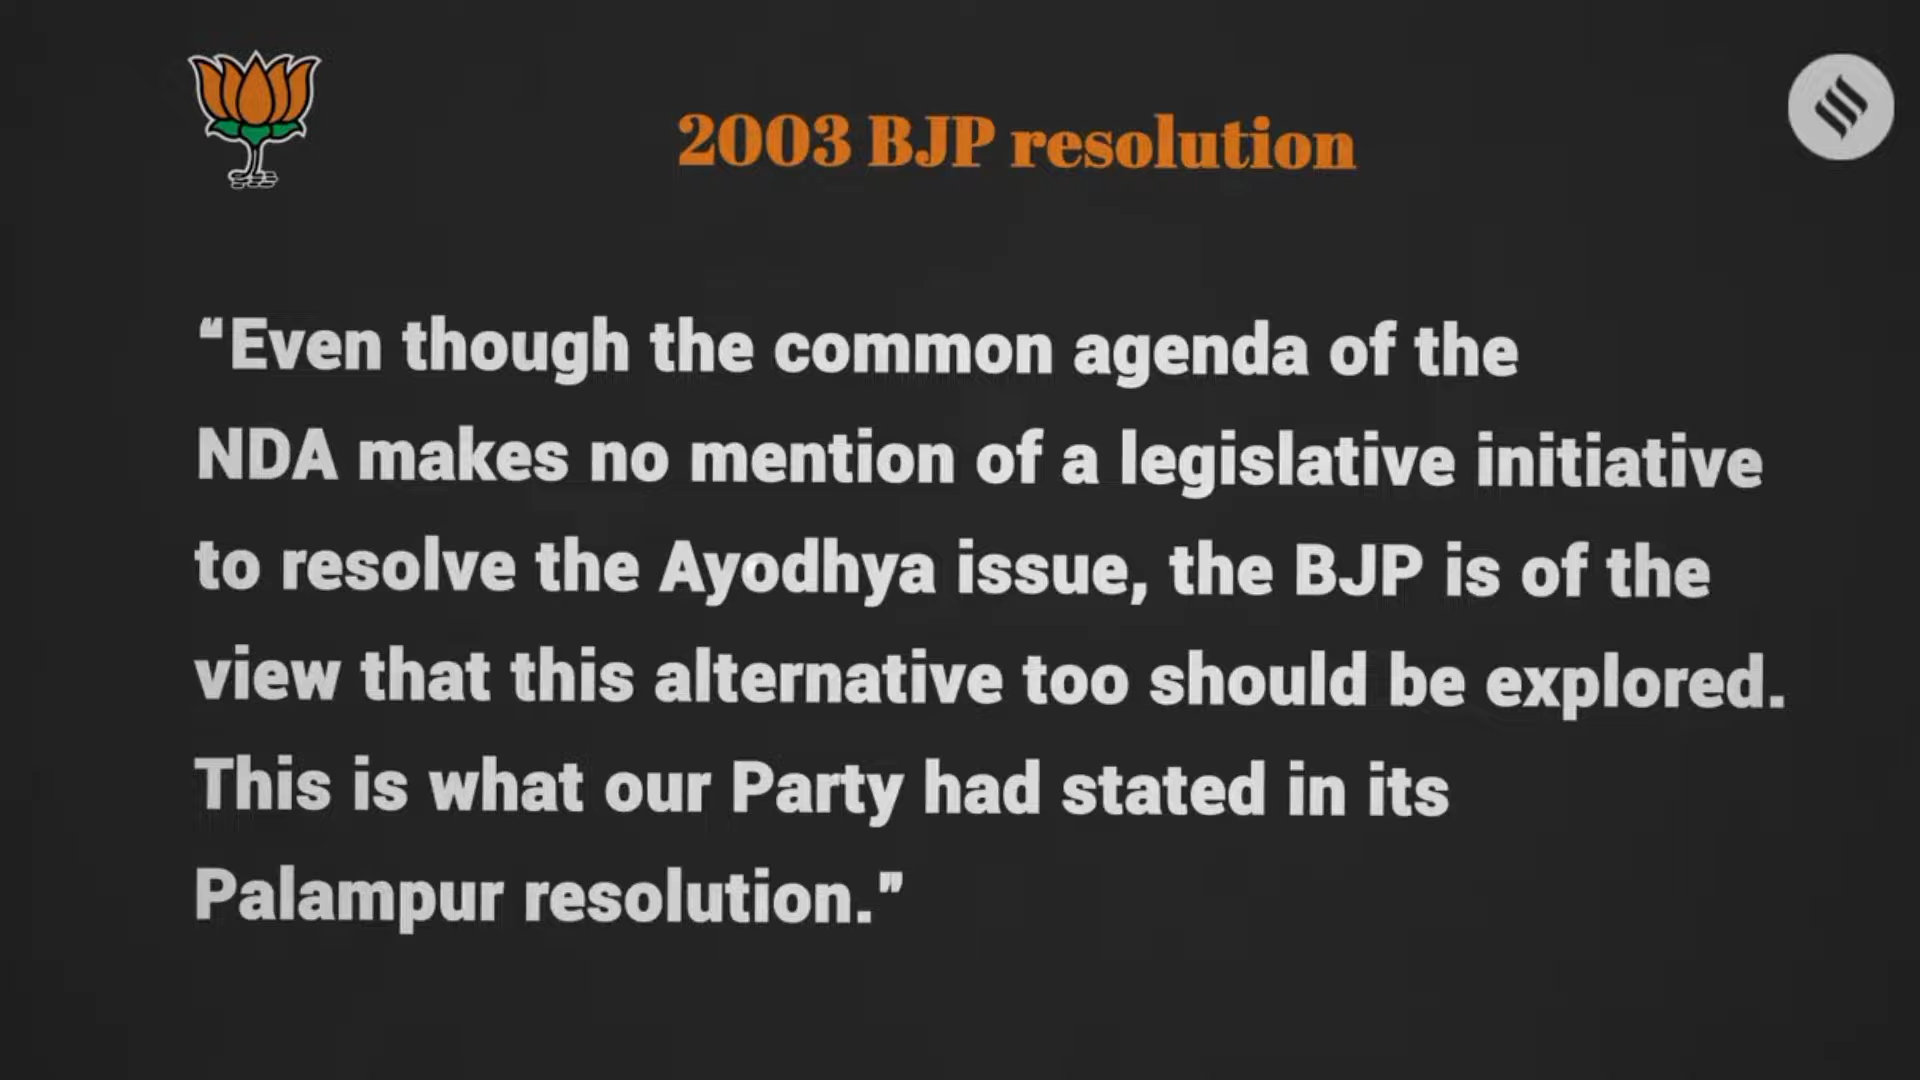 2003 BJP resolution
“Even though the common agenda of the
NDA makes no mention of a legislative initiative
to resolve the Ayodhya issue, the BJP is of the
view that this alternative too should be explored.
This is what our Party had stated in its
Palampur resolution.”